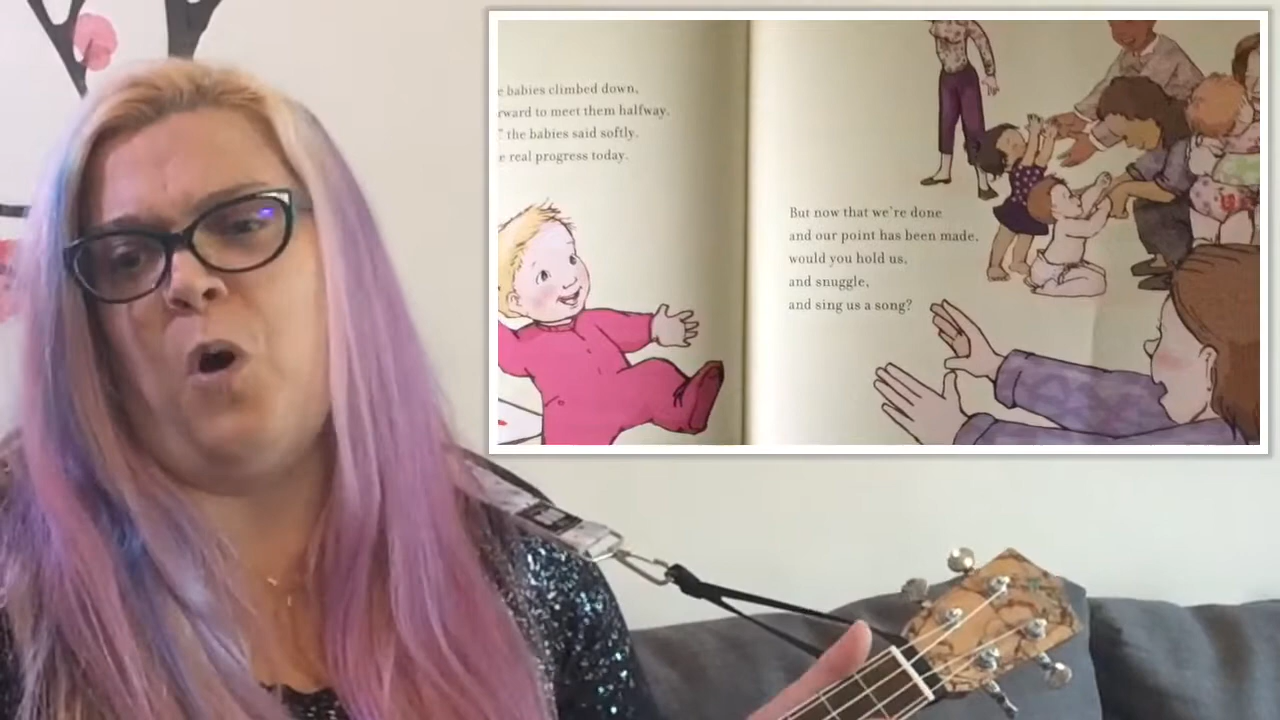 babies climbed down,
to meet them halfway.
the babies said softly.
real progress today.
But now that we're done
and our point has been made,
would you hold us,
and snuggle,
and sing us a song?